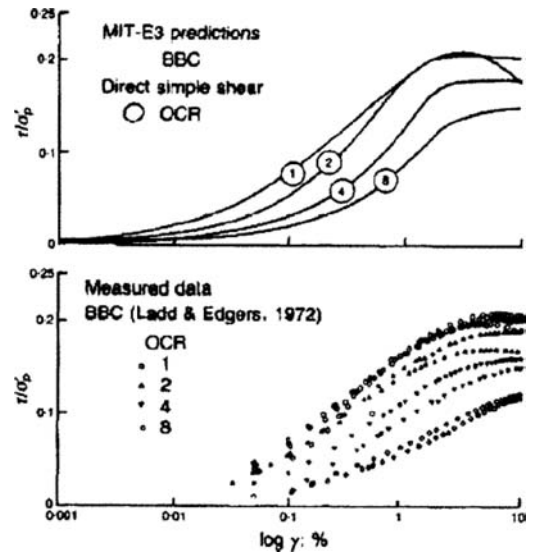 0·25
MIT-E3 predictions
0·2
BBC
Direct simple shear
OCR
τ/σ'p
0·1
1
2
4
8
0
0·25
Measured data
0·2
BBC (Ladd & Edgers, 1972)
OCR
1
2
τ/σ'p
4
0·1
8
0
0·001
0·01
0·1
1
10
log γ: %